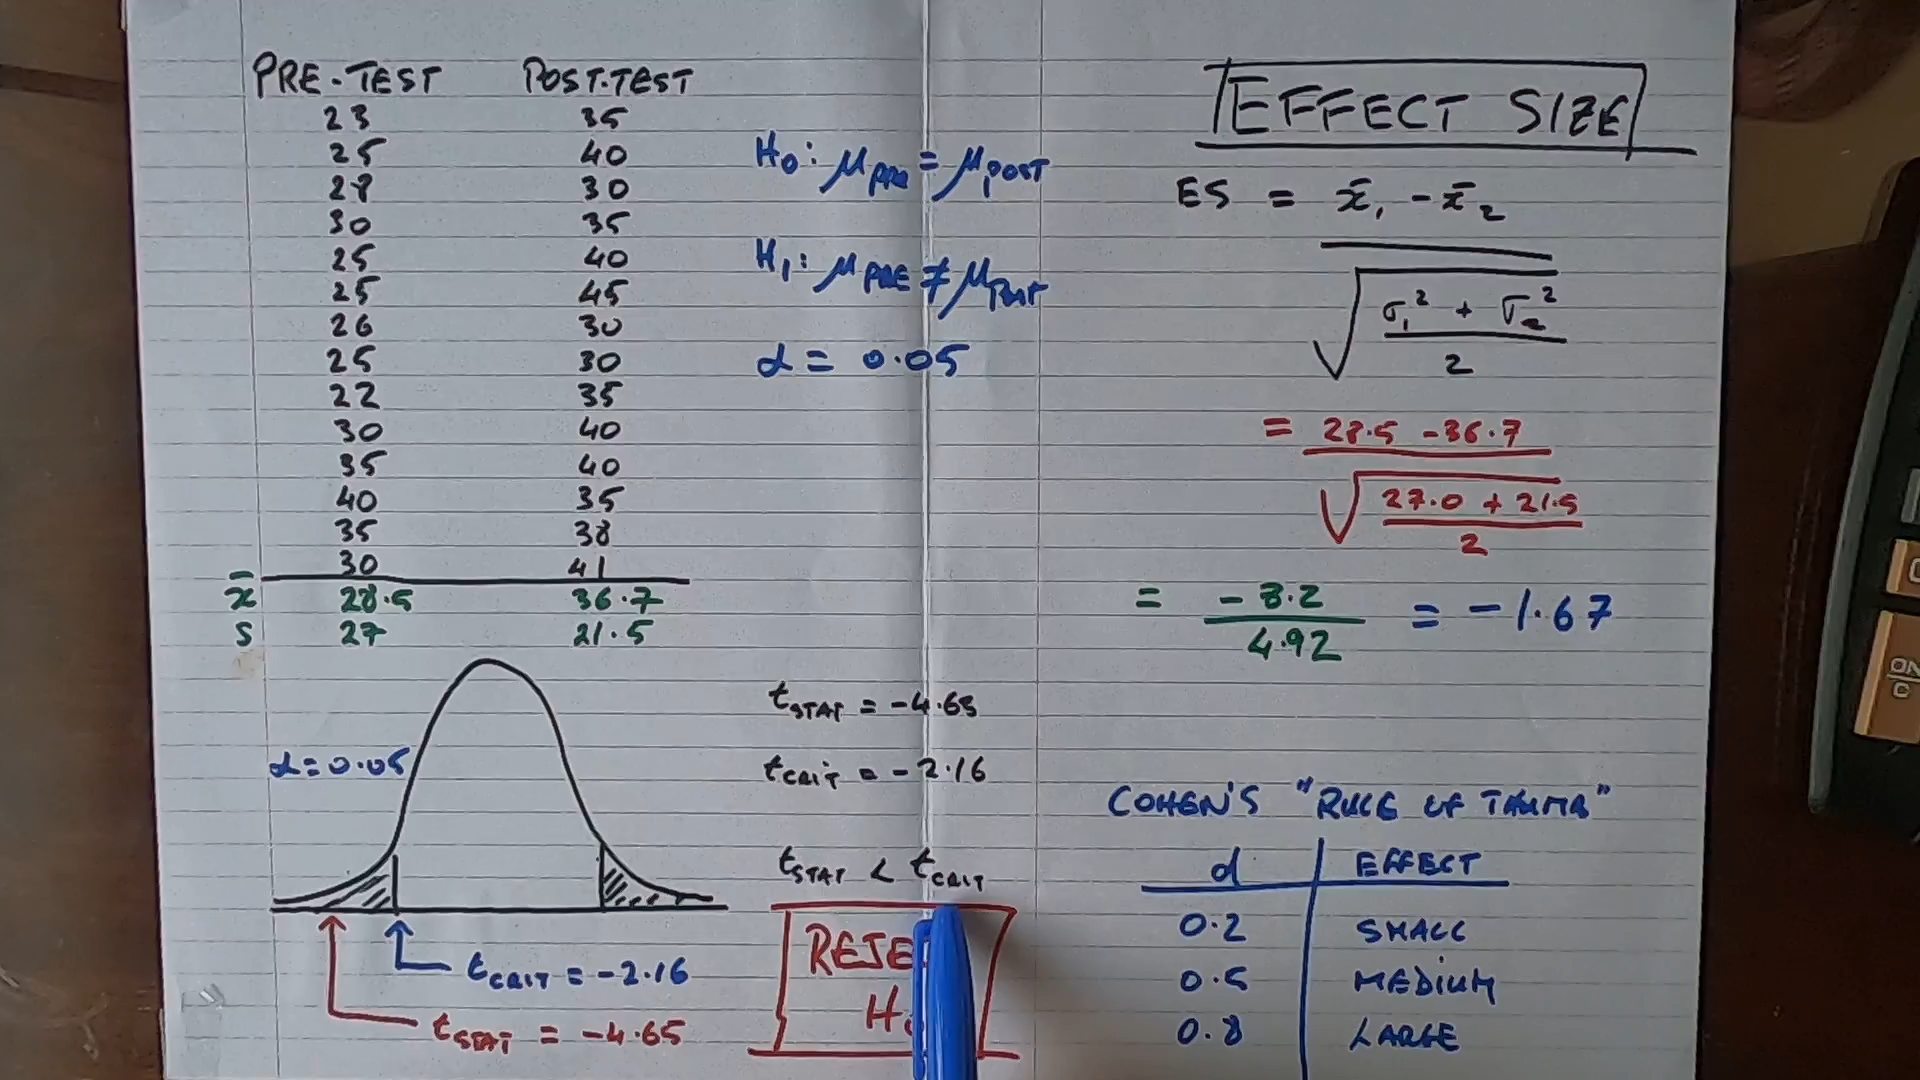 PRE-TEST POST-TEST
23 35
25 40
28 30
30 35
25 40
25 45
26 30
25 30
22 35
30 40
35 40
40 35
35 38
30 41
x̄ 28.5 36.7
S 27 21.5
H₀: μPRE = μPOST
H₁: μPRE ≠ μPOST
α = 0.05
α = 0.05
tCRIT = -2.16
tSTAT = -4.65
tSTAT = -4.65
tCRIT = -2.16
tSTAT < tCRIT
EFFECT SIZE
ES = x̄₁ - x̄₂
√ σ₁² + σ₂²
2
= 28.5 - 36.7
√ 27.0 + 21.5
2
= -8.2 = -1.67
4.92
COHEN'S "RULE OF THUMB"
d EFFECT
0.2 SMALL
0.5 MEDIUM
0.8 LARGE
ON/C